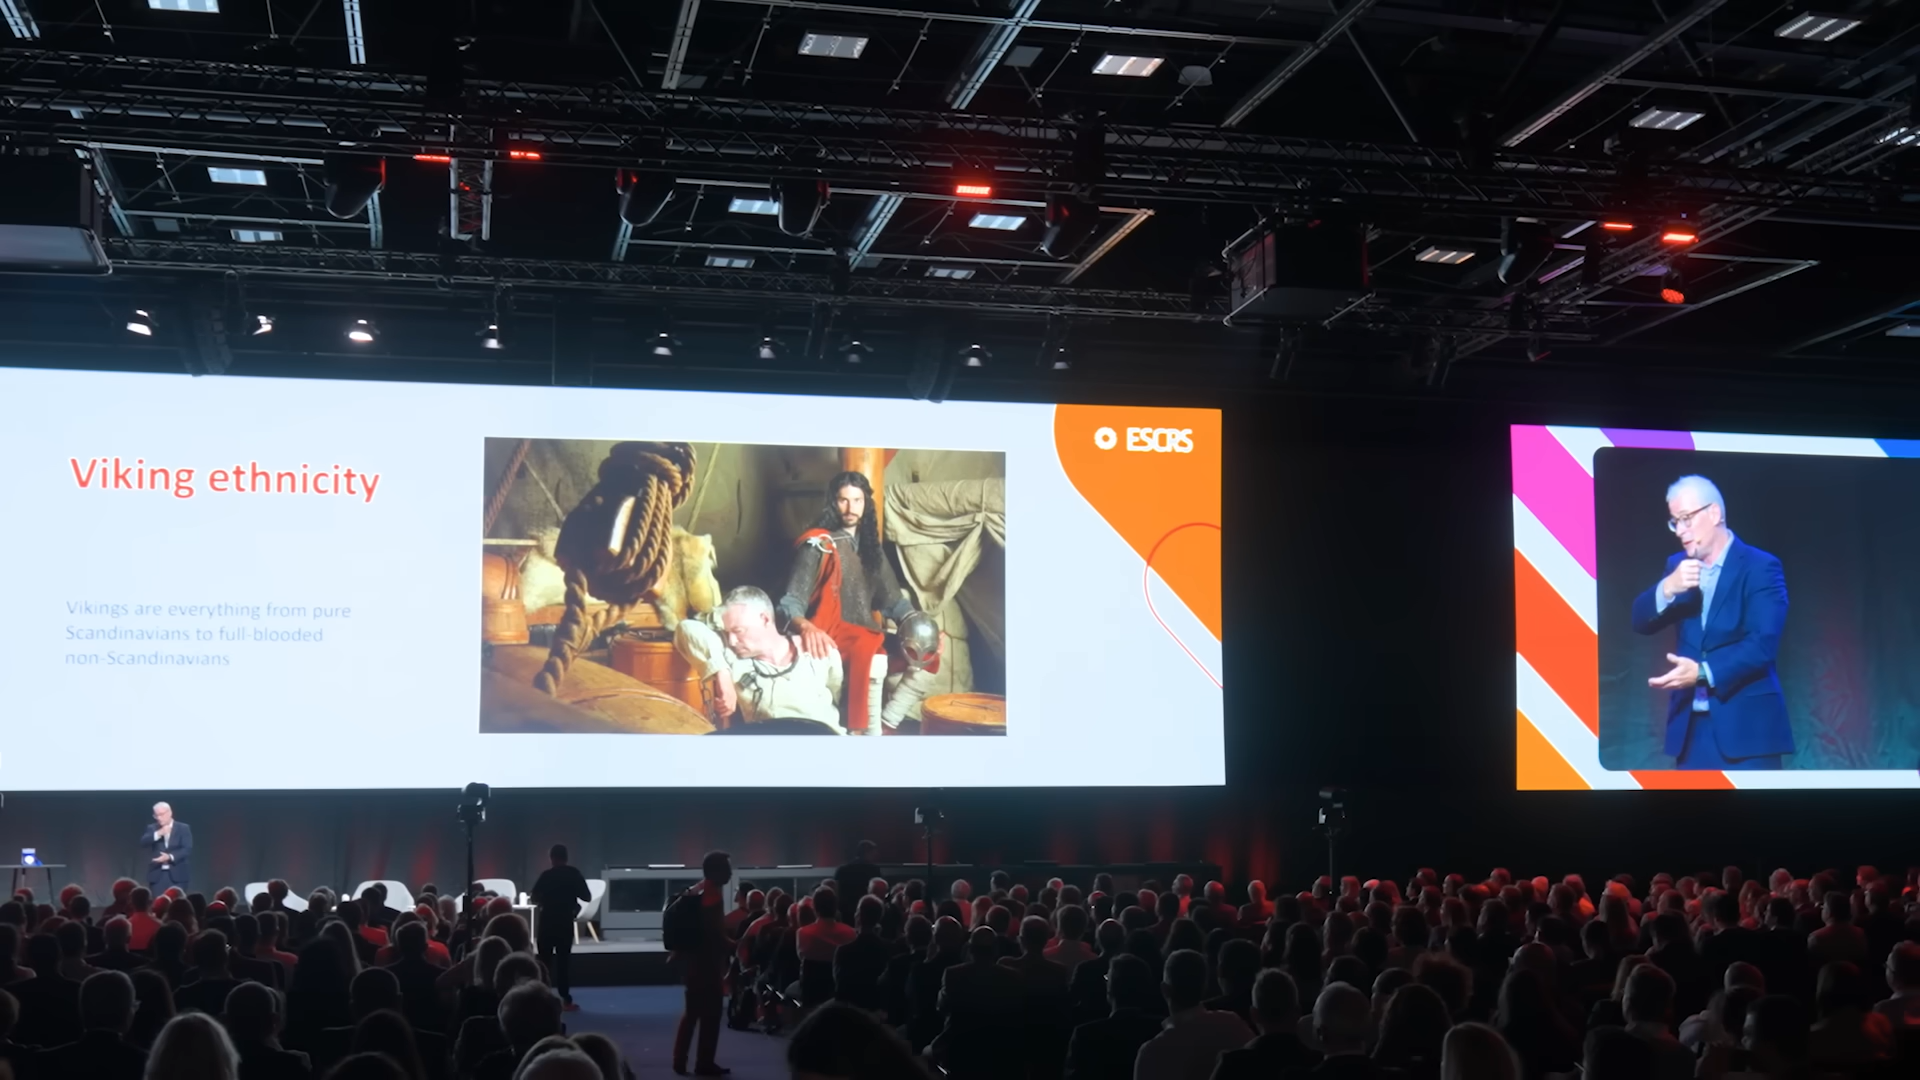 Viking ethnicity
Vikings are everything from pure
Scandinavians to full-blooded
non-Scandinavians
ESCRS